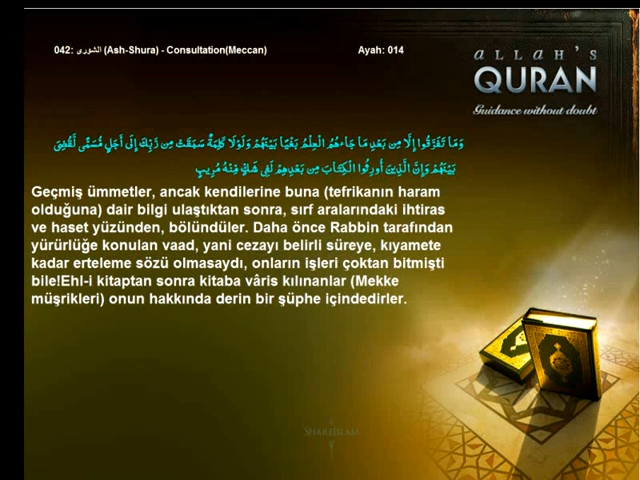 042: الشورى (Ash-Shura) - Consultation(Meccan) Ayah: 014
ALLAH'S
QURAN
Guidance without doubt
وَمَا تَفَرَّقُوا إِلَّا مِن بَعْدِ مَا جَاءَهُمُ الْعِلْمُ بَغْيًا بَيْنَهُمْ وَلَوْلَا كَلِمَةٌ سَبَقَتْ مِن رَّبِّكَ إِلَى أَجَلٍ مُّسَمًّى لَّقُضِيَ
بَيْنَهُمْ وَإِنَّ الَّذِينَ أُورِثُوا الْكِتَابَ مِن بَعْدِهِمْ لَفِي شَكٍّ مِّنْهُ مُرِيبٍ
Geçmiş ümmetler, ancak kendilerine buna (tefrikanın haram
olduğuna) dair bilgi ulaştıktan sonra, sırf aralarındaki ihtiras
ve haset yüzünden, bölündüler. Daha önce Rabbin tarafından
yürürlüğe konulan vaad, yani cezayı belirli süreye, kıyamete
kadar erteleme sözü olmasaydı, onların işleri çoktan bitmişti
bile!Ehl-i kitaptan sonra kitaba vâris kılınanlar (Mekke
müşrikleri) onun hakkında derin bir şüphe içindedirler.
SHAREISLAM